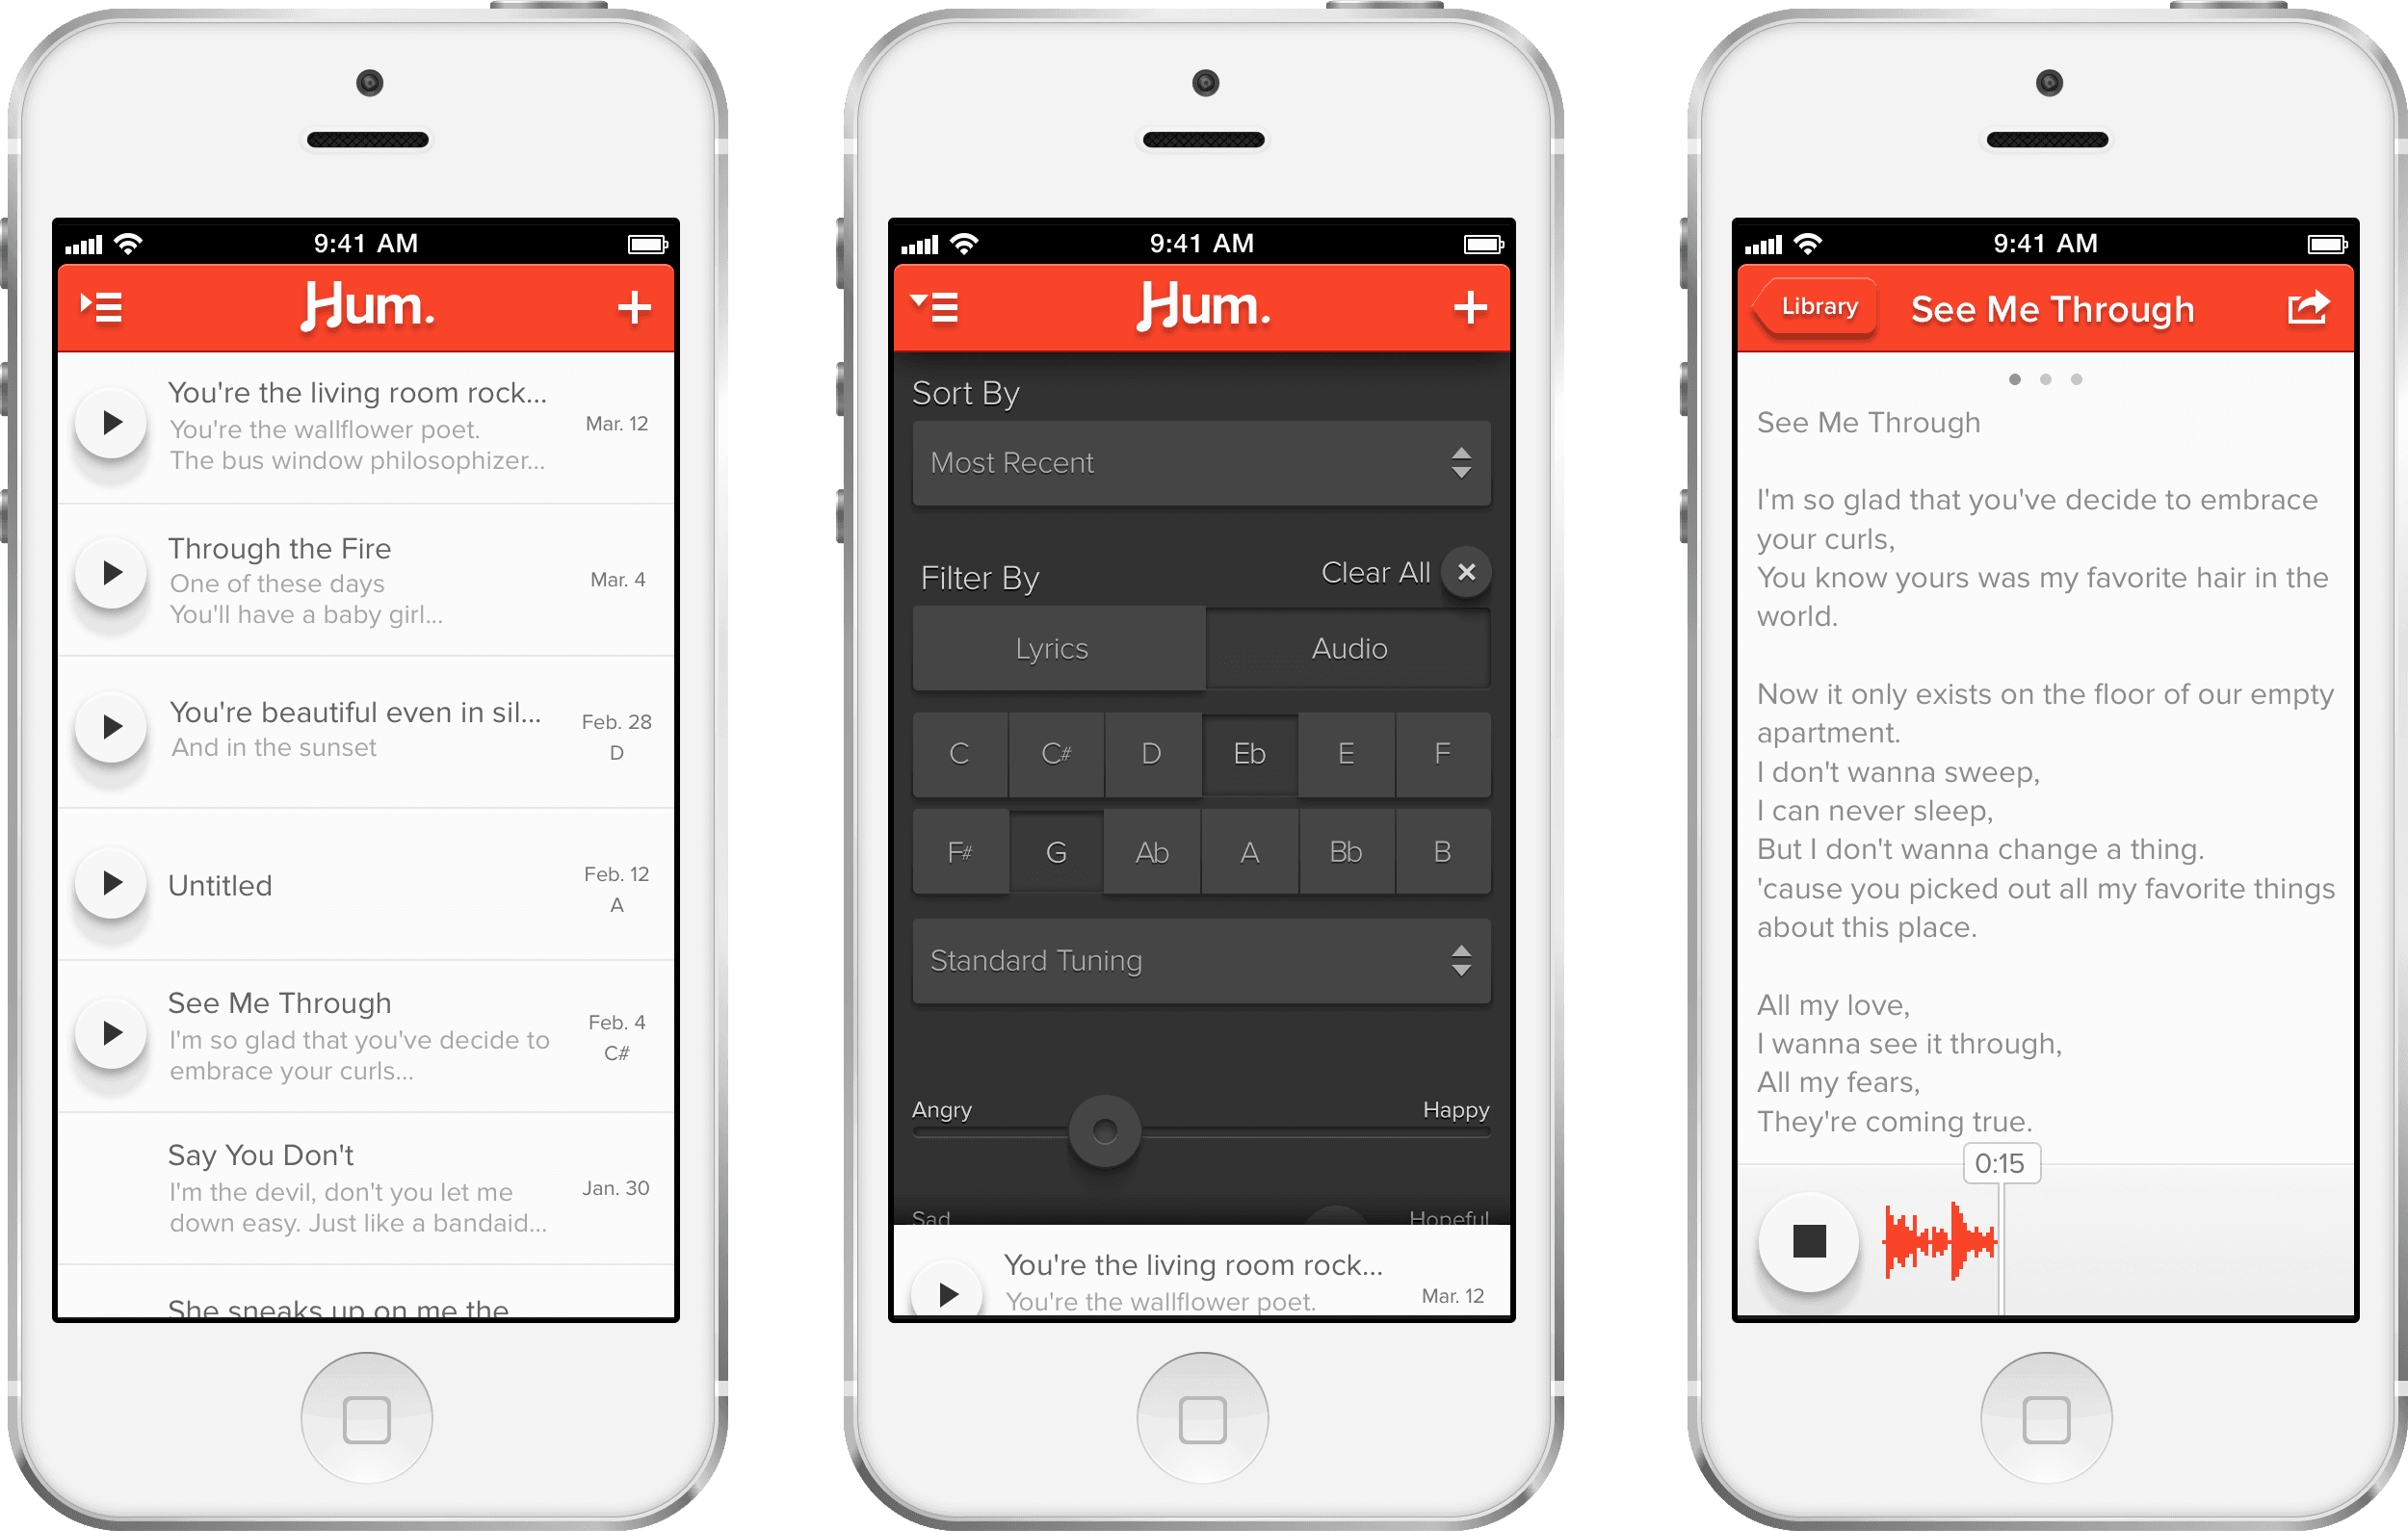 9:41 AM
Hum.
You're the living room rock...
You're the wallflower poet.
The bus window philosophizer...
Mar. 12
Through the Fire
One of these days
You'll have a baby girl...
Mar. 4
You're beautiful even in sil...
And in the sunset
Feb. 28
D
Untitled
Feb. 12
A
See Me Through
I'm so glad that you've decide to
embrace your curls...
Feb. 4
C#
Say You Don't
I'm the devil, don't you let me
down easy. Just like a bandaid...
Jan. 30
She sneaks up on me the
9:41 AM
Hum.
Sort By
Most Recent
Filter By
Clear All
Lyrics Audio
C C# D Eb E F
F# G Ab A Bb B
Standard Tuning
Angry Happy
Sad Hopeful
You're the living room rock...
You're the wallflower poet.
Mar. 12
9:41 AM
Library See Me Through
See Me Through
I'm so glad that you've decide to embrace
your curls,
You know yours was my favorite hair in the
world.
Now it only exists on the floor of our empty
apartment.
I don't wanna sweep,
I can never sleep,
But I don't wanna change a thing.
'cause you picked out all my favorite things
about this place.
All my love,
I wanna see it through,
All my fears,
They're coming true.
0:15